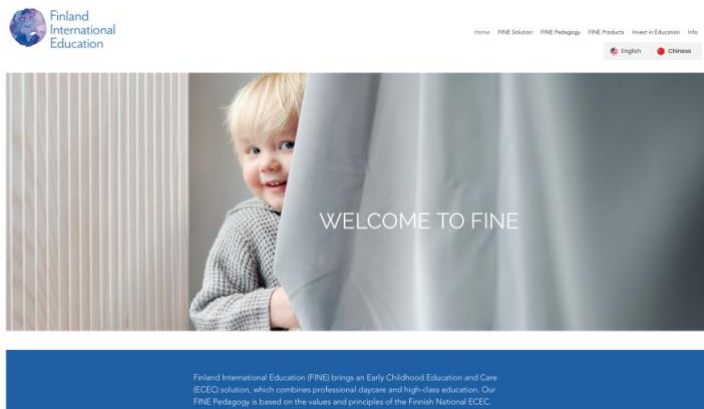 Finland
International
Education
Home FINE Solution FINE Pedagogy FINE Products Invest in Education Info
English Chinese
WELCOME TO FINE
Finland International Education (FINE) brings an Early Childhood Education and Care
(ECEC) solution, which combines professional daycare and high-class education. Our
FINE Pedagogy is based on the values and principles of the Finnish National ECEC.